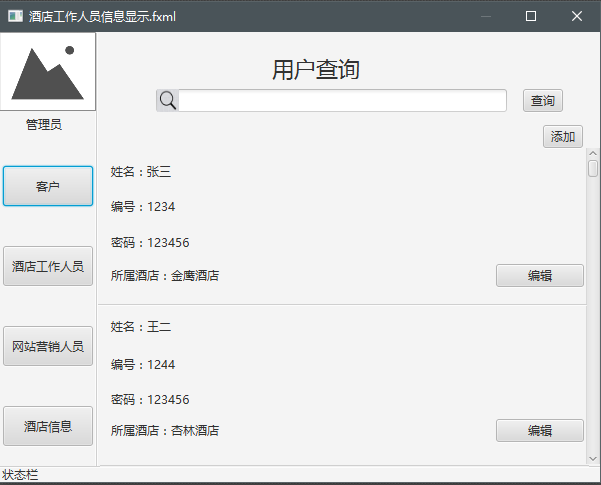 酒店工作人员信息显示.fxml
管理员
客户
酒店工作人员
网站营销人员
酒店信息
用户查询
查询
添加
姓名：张三
编号：1234
密码：123456
所属酒店：金鹰酒店
编辑
姓名：王二
编号：1244
密码：123456
所属酒店：杏林酒店
编辑
状态栏